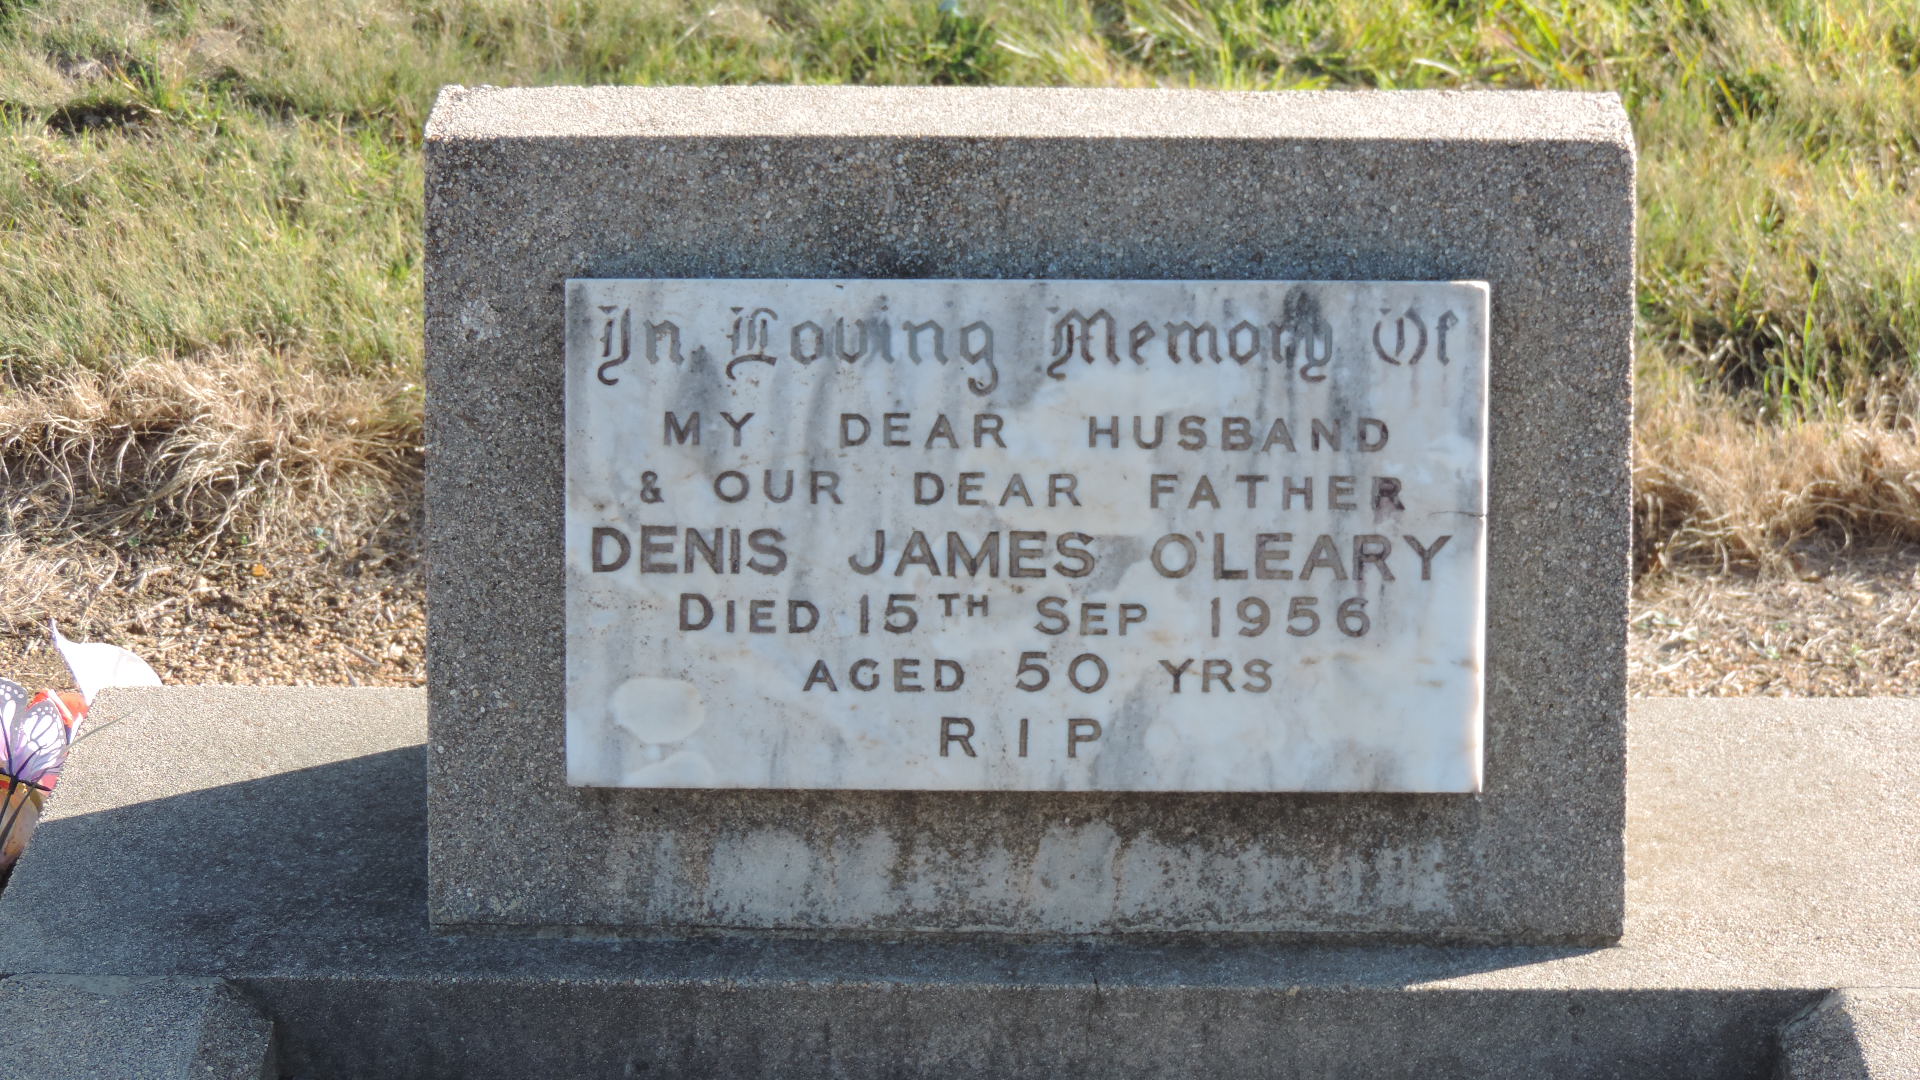 In Loving Memory Of
MY DEAR HUSBAND
& OUR DEAR FATHER
DENIS JAMES O'LEARY
DIED 15TH SEP 1956
AGED 50 YRS
R I P